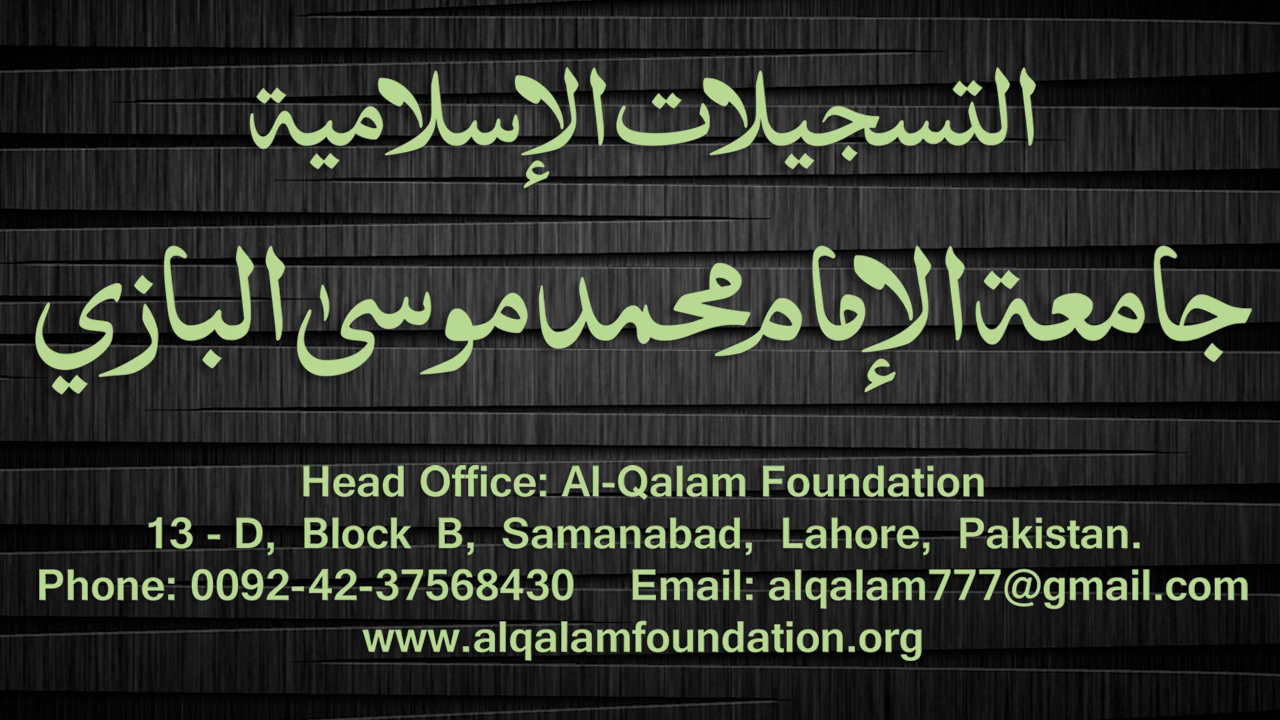 التسجيلات الإسلامية
جامعة الإمام محمد موسىٰ البازي
Head Office: Al-Qalam Foundation
13 - D, Block B, Samanabad, Lahore, Pakistan.
Phone: 0092-42-37568430 Email: alqalam777@gmail.com
www.alqalamfoundation.org